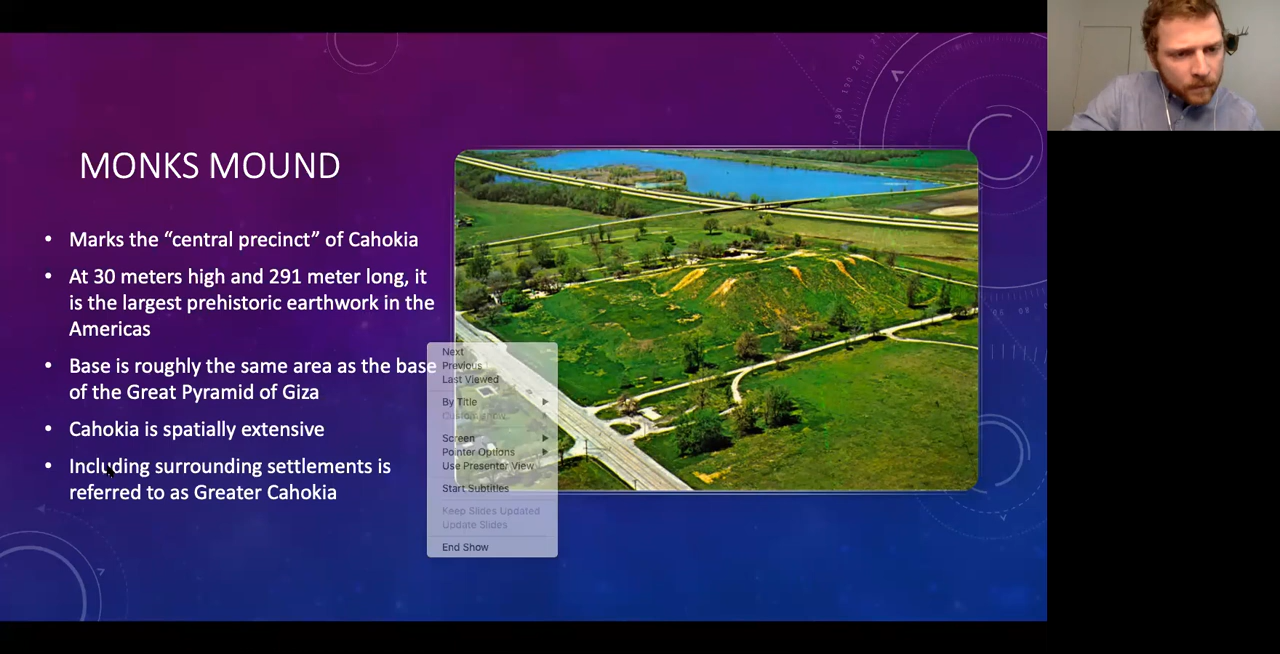 MONKS MOUND
• Marks the “central precinct” of Cahokia
• At 30 meters high and 291 meter long, it
is the largest prehistoric earthwork in the
Americas
• Base is roughly the same area as the base
of the Great Pyramid of Giza
• Cahokia is spatially extensive
• Including surrounding settlements is
referred to as Greater Cahokia
Next
Previous
Last Viewed
By Title
Custom Show
Screen
Pointer Options
Use Presenter View
Start Subtitles
Keep Slides Updated
Update Slides
End Show